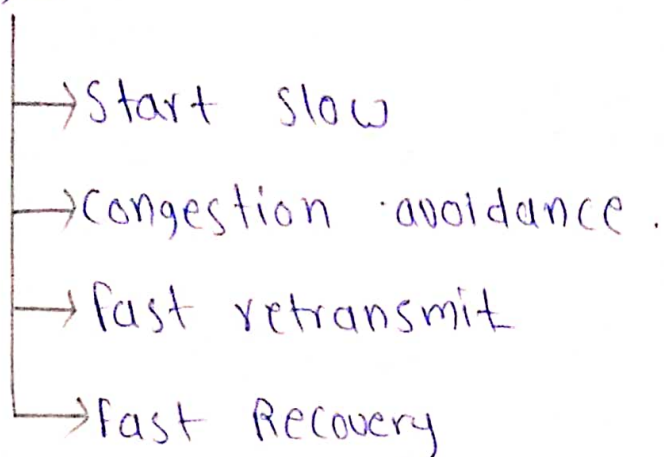 Start slow
Congestion avoidance.
fast retransmit
Fast Recovery